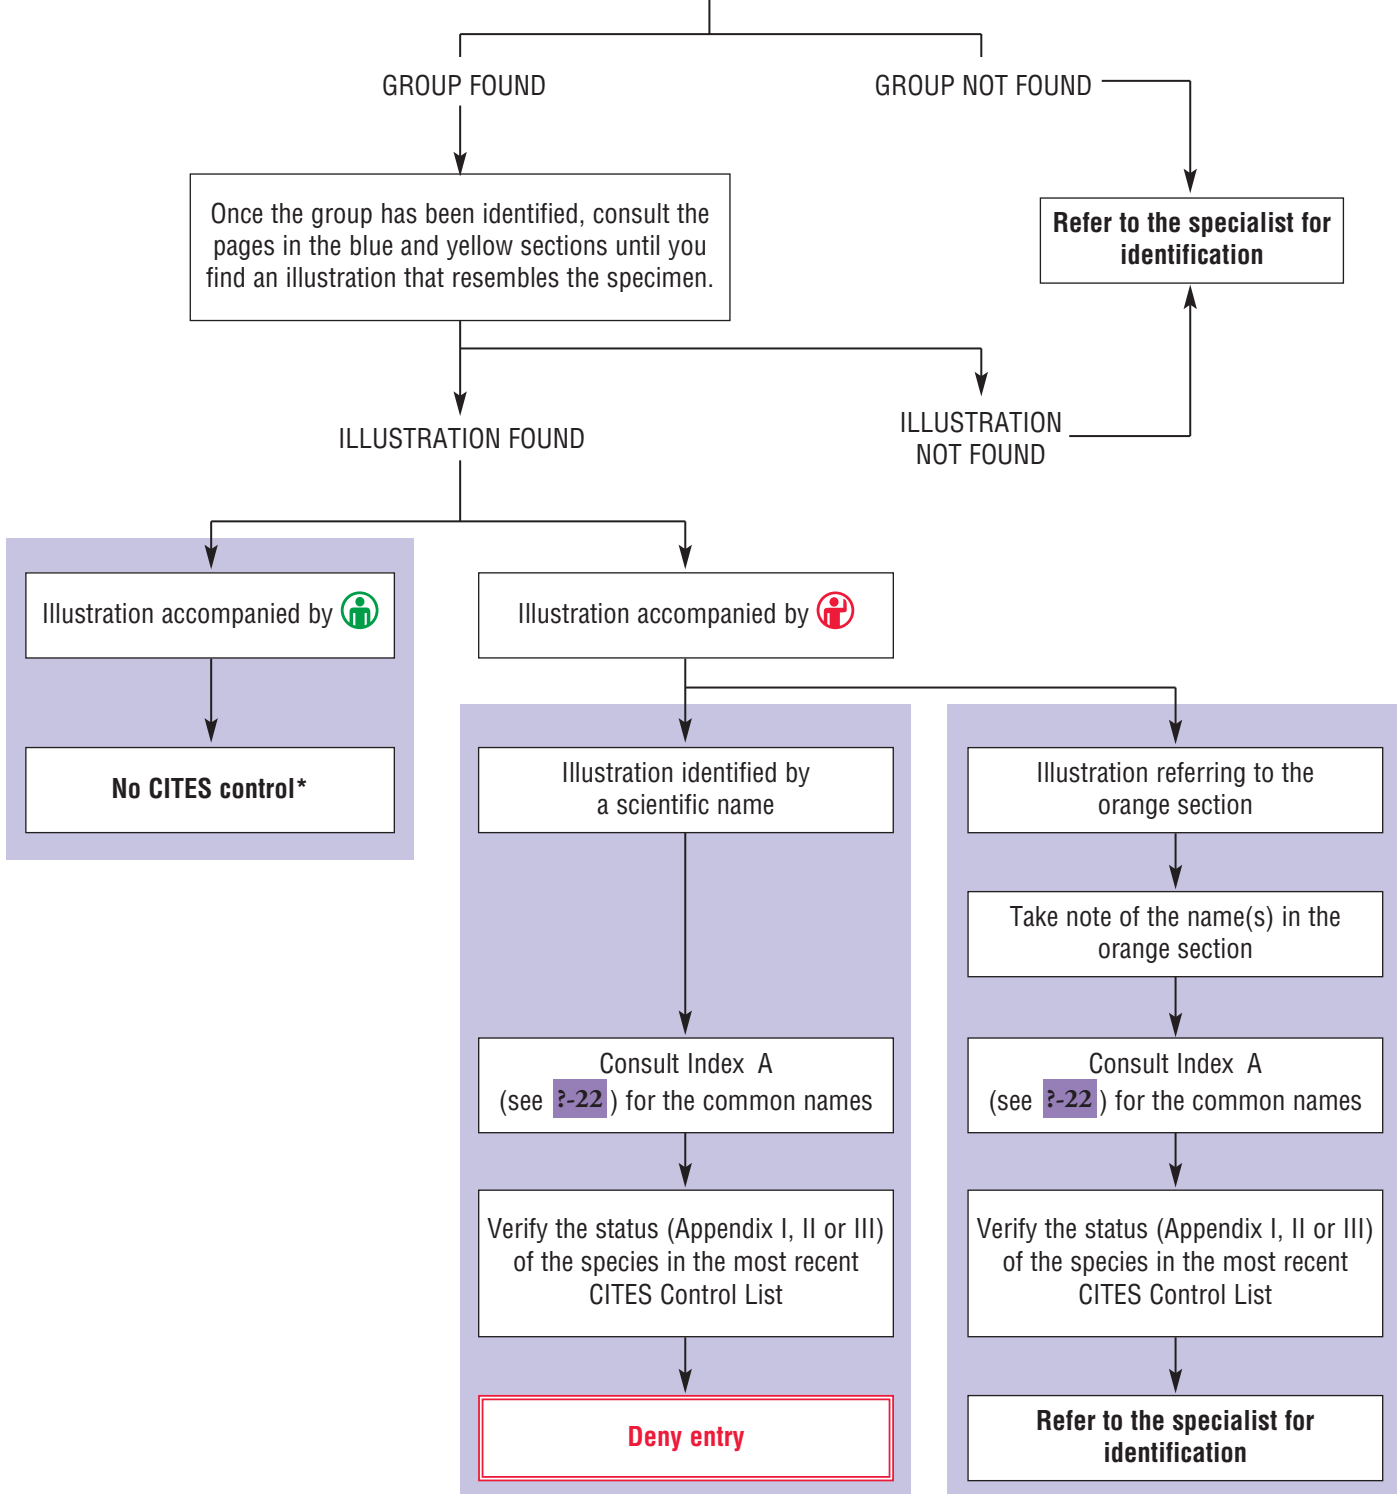 GROUP FOUND
GROUP NOT FOUND
Once the group has been identified, consult the
pages in the blue and yellow sections until you
find an illustration that resembles the specimen.
Refer to the specialist for
identification
ILLUSTRATION FOUND
ILLUSTRATION
NOT FOUND
Illustration accompanied by
Illustration accompanied by
No CITES control*
Illustration identified by
a scientific name
Illustration referring to the
orange section
Take note of the name(s) in the
orange section
Consult Index A
(see ?-22 ) for the common names
Consult Index A
(see ?-22 ) for the common names
Verify the status (Appendix I, II or III)
of the species in the most recent
CITES Control List
Verify the status (Appendix I, II or III)
of the species in the most recent
CITES Control List
Deny entry
Refer to the specialist for
identification